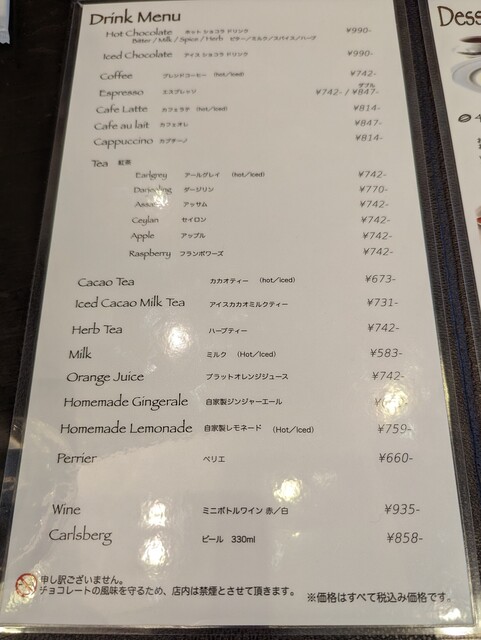 Drink Menu
Hot Chocolate ホット ショコラ ドリンク ¥990-
Bitter / Milk / Spice / Herb ビター/ミルク/スパイス/ハーブ
Iced Chocolate アイス ショコラ ドリンク ¥990-
Coffee ブレンドコーヒー (hot/iced) ¥742-
ダブル
Espresso エスプレッソ ¥742- / ¥847-
Cafe Latte カフェラテ (hot/iced) ¥814-
Cafe au lait カフェオレ ¥847-
Cappuccino カプチーノ ¥814-
Tea 紅茶
Earlgrey アールグレイ (hot/iced) ¥742-
Darjeeling ダージリン ¥770-
アッサム ¥742-
Ceylan セイロン ¥742-
Apple アップル ¥742-
Raspberry フランボワーズ ¥742-
Cacao Tea カカオティー (hot/iced) ¥673-
Iced Cacao Milk Tea アイスカカオミルクティー ¥731-
Herb Tea ハーブティー ¥742-
Milk ミルク (Hot/Iced) ¥583-
Orange Juice ブラッドオレンジジュース ¥742-
Homemade Gingerale 自家製ジンジャーエール
Homemade Lemonade 自家製レモネード (Hot/Iced) ¥759-
Perrier ペリエ ¥660-
Wine ミニボトルワイン 赤/白 ¥935-
Carlsberg ビール 330ml ¥858-
申し訳ございません。
チョコレートの風味を守るため、店内は禁煙とさせて頂きます。
※価格はすべて税込み価格です。